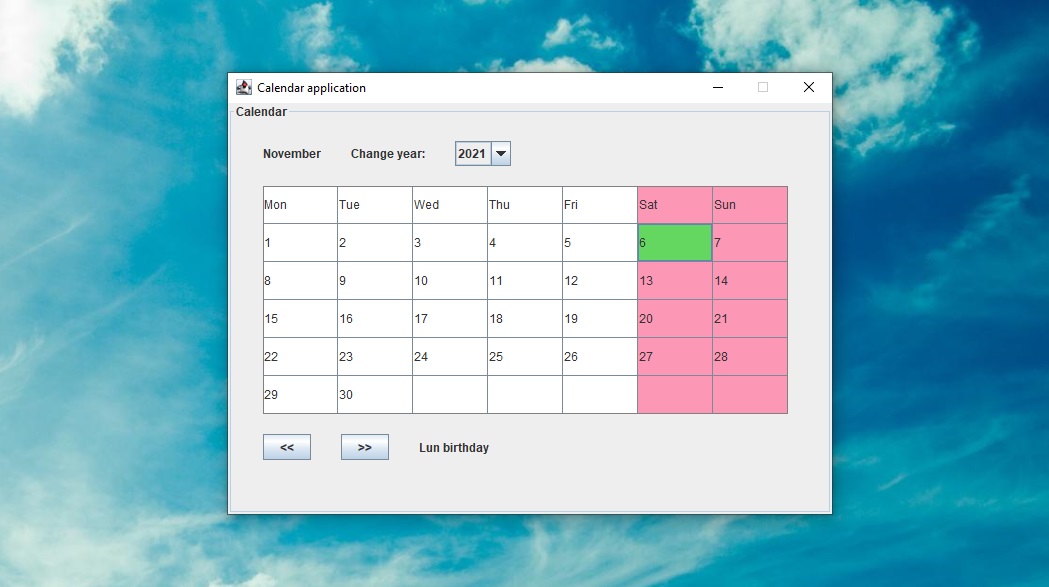 Calendar application
Calendar
November Change year: 2021
Mon Tue Wed Thu Fri Sat Sun
1 2 3 4 5 6 7
8 9 10 11 12 13 14
15 16 17 18 19 20 21
22 23 24 25 26 27 28
29 30
<< >> Lun birthday